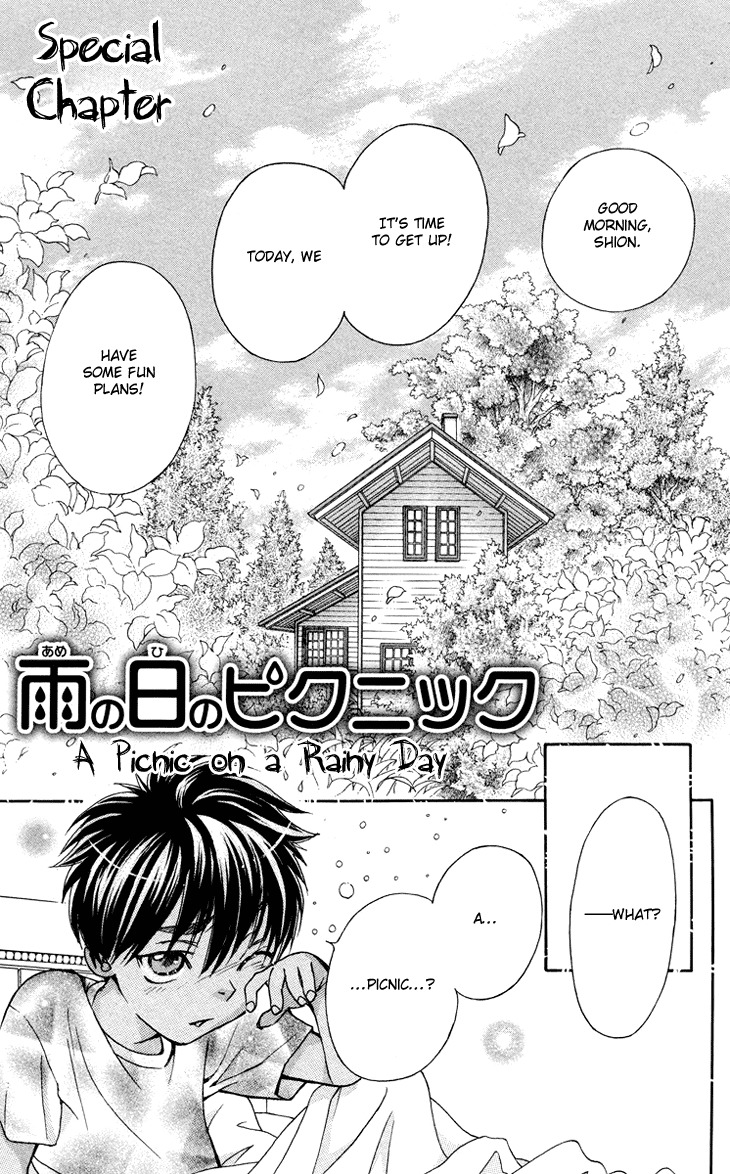 Special
Chapter
GOOD
MORNING,
SHION.
IT'S TIME
TO GET UP!
TODAY, WE
HAVE
SOME FUN
PLANS!
あめ ひ
雨の日のピクニック
A Picnic on a Rainy Day
—WHAT?
A...
...PICNIC...?